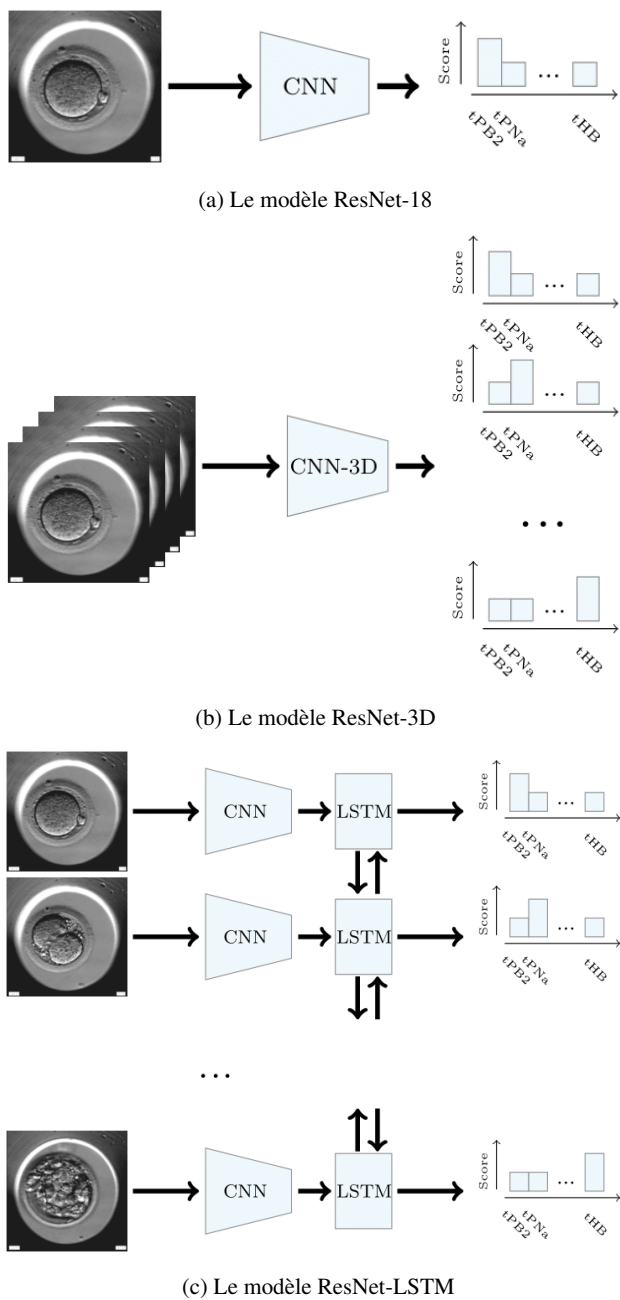 CNN
Score
tPB2
tPNa
...
tHB
(a) Le modèle ResNet-18
Score
tPB2
tPNa
...
tHB
CNN-3D
Score
tPB2
tPNa
...
tHB
...
Score
tPB2
tPNa
...
tHB
(b) Le modèle ResNet-3D
CNN
LSTM
Score
tPB2
tPNa
...
tHB
CNN
LSTM
Score
tPB2
tPNa
...
tHB
...
CNN
LSTM
Score
tPB2
tPNa
...
tHB
(c) Le modèle ResNet-LSTM